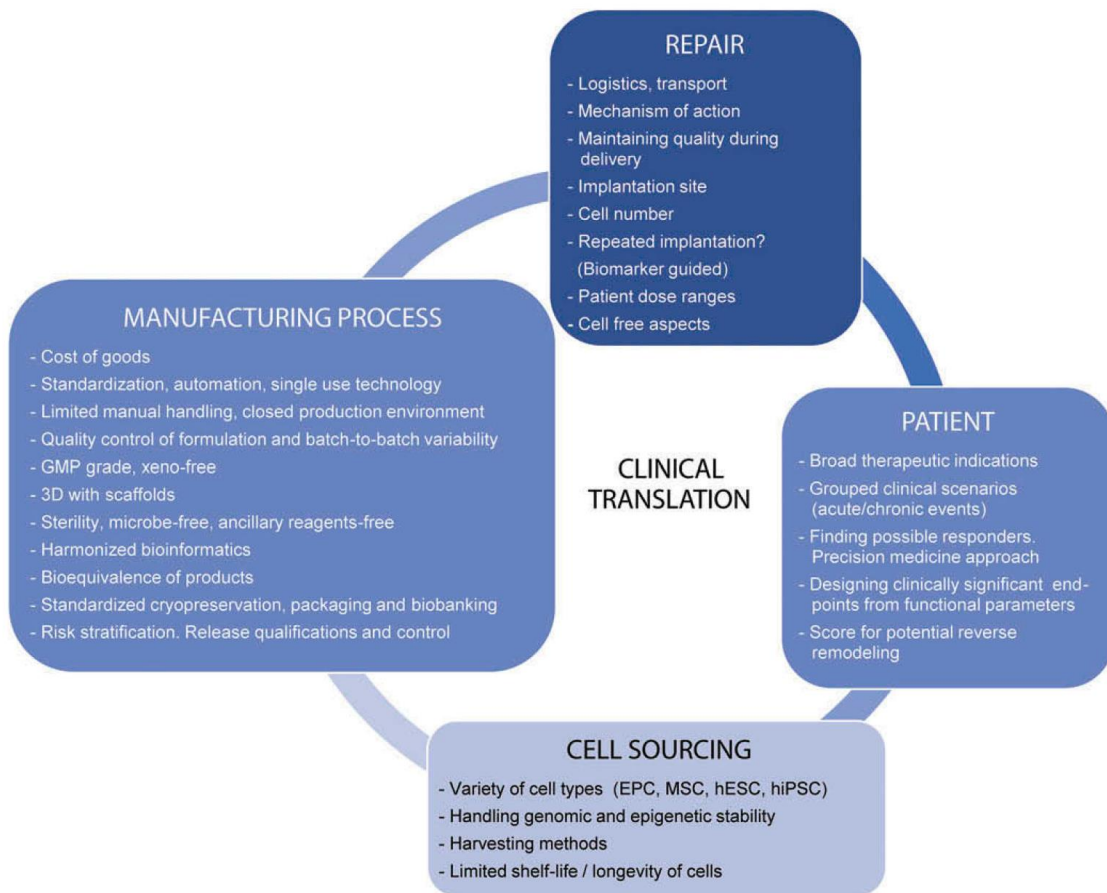 REPAIR
- Logistics, transport
- Mechanism of action
- Maintaining quality during
delivery
- Implantation site
- Cell number
- Repeated implantation?
(Biomarker guided)
- Patient dose ranges
- Cell free aspects
MANUFACTURING PROCESS
- Cost of goods
- Standardization, automation, single use technology
- Limited manual handling, closed production environment
- Quality control of formulation and batch-to-batch variability
- GMP grade, xeno-free
- 3D with scaffolds
- Sterility, microbe-free, ancillary reagents-free
- Harmonized bioinformatics
- Bioequivalence of products
- Standardized cryopreservation, packaging and biobanking
- Risk stratification. Release qualifications and control
CLINICAL
TRANSLATION
PATIENT
- Broad therapeutic indications
- Grouped clinical scenarios
(acute/chronic events)
- Finding possible responders.
Precision medicine approach
- Designing clinically significant end-
points from functional parameters
- Score for potential reverse
remodeling
CELL SOURCING
- Variety of cell types (EPC, MSC, hESC, hiPSC)
- Handling genomic and epigenetic stability
- Harvesting methods
- Limited shelf-life / longevity of cells